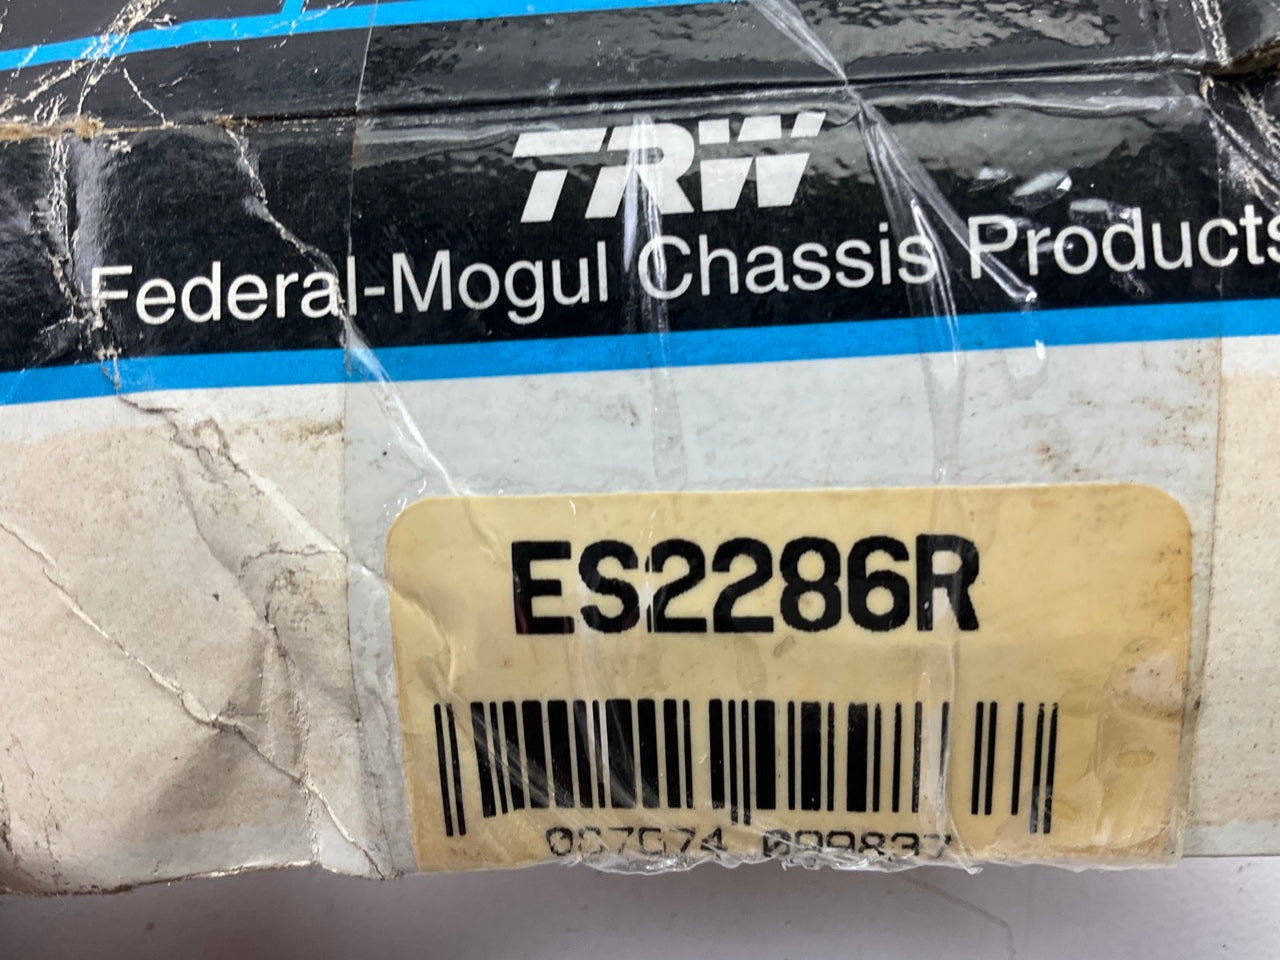 TRW
Federal-Mogul Chassis Products
ES2286R